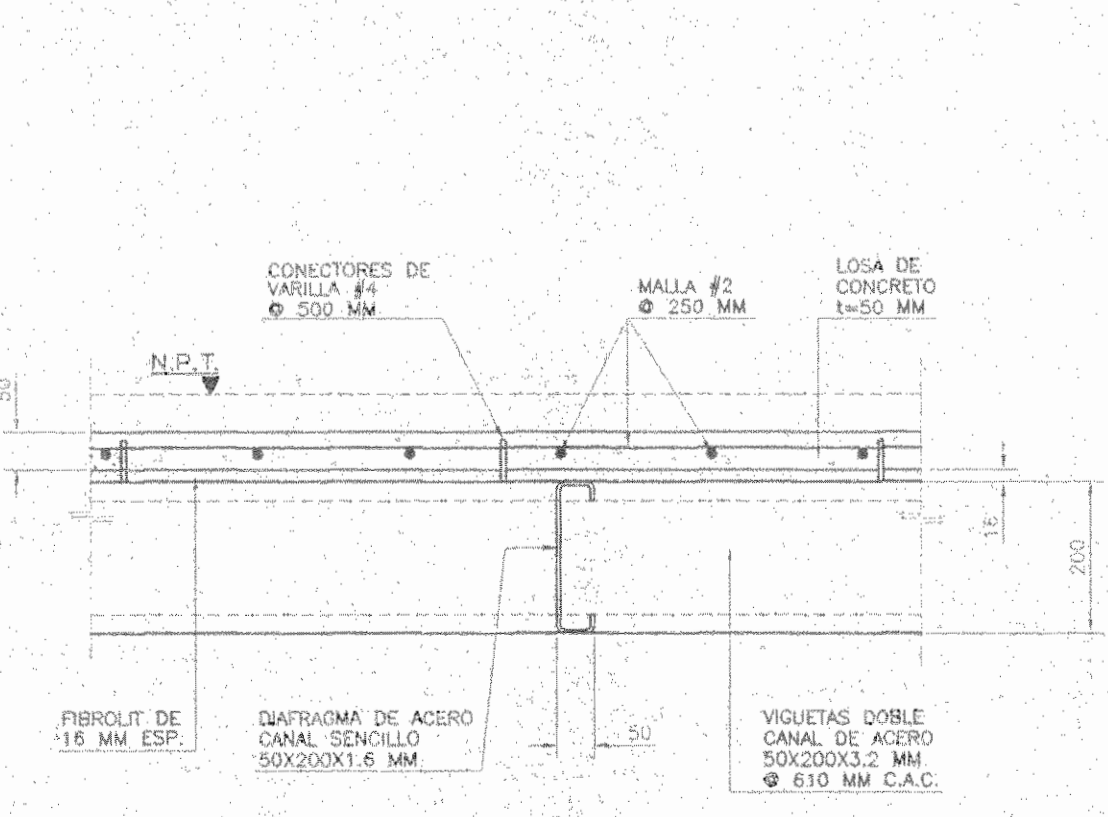 CONECTORES DE
VARILLA #4
@ 500 MM
MALLA #2
@ 250 MM
LOSA DE
CONCRETO
t=50 MM
N.P.T.
50
16
200
FIBROLIT DE
16 MM ESP.
DIAFRAGMA DE ACERO
CANAL SENCILLO
50X200X1.6 MM
50
VIGUETAS DOBLE
CANAL DE ACERO
50X200X3.2 MM
@ 610 MM C.A.C.